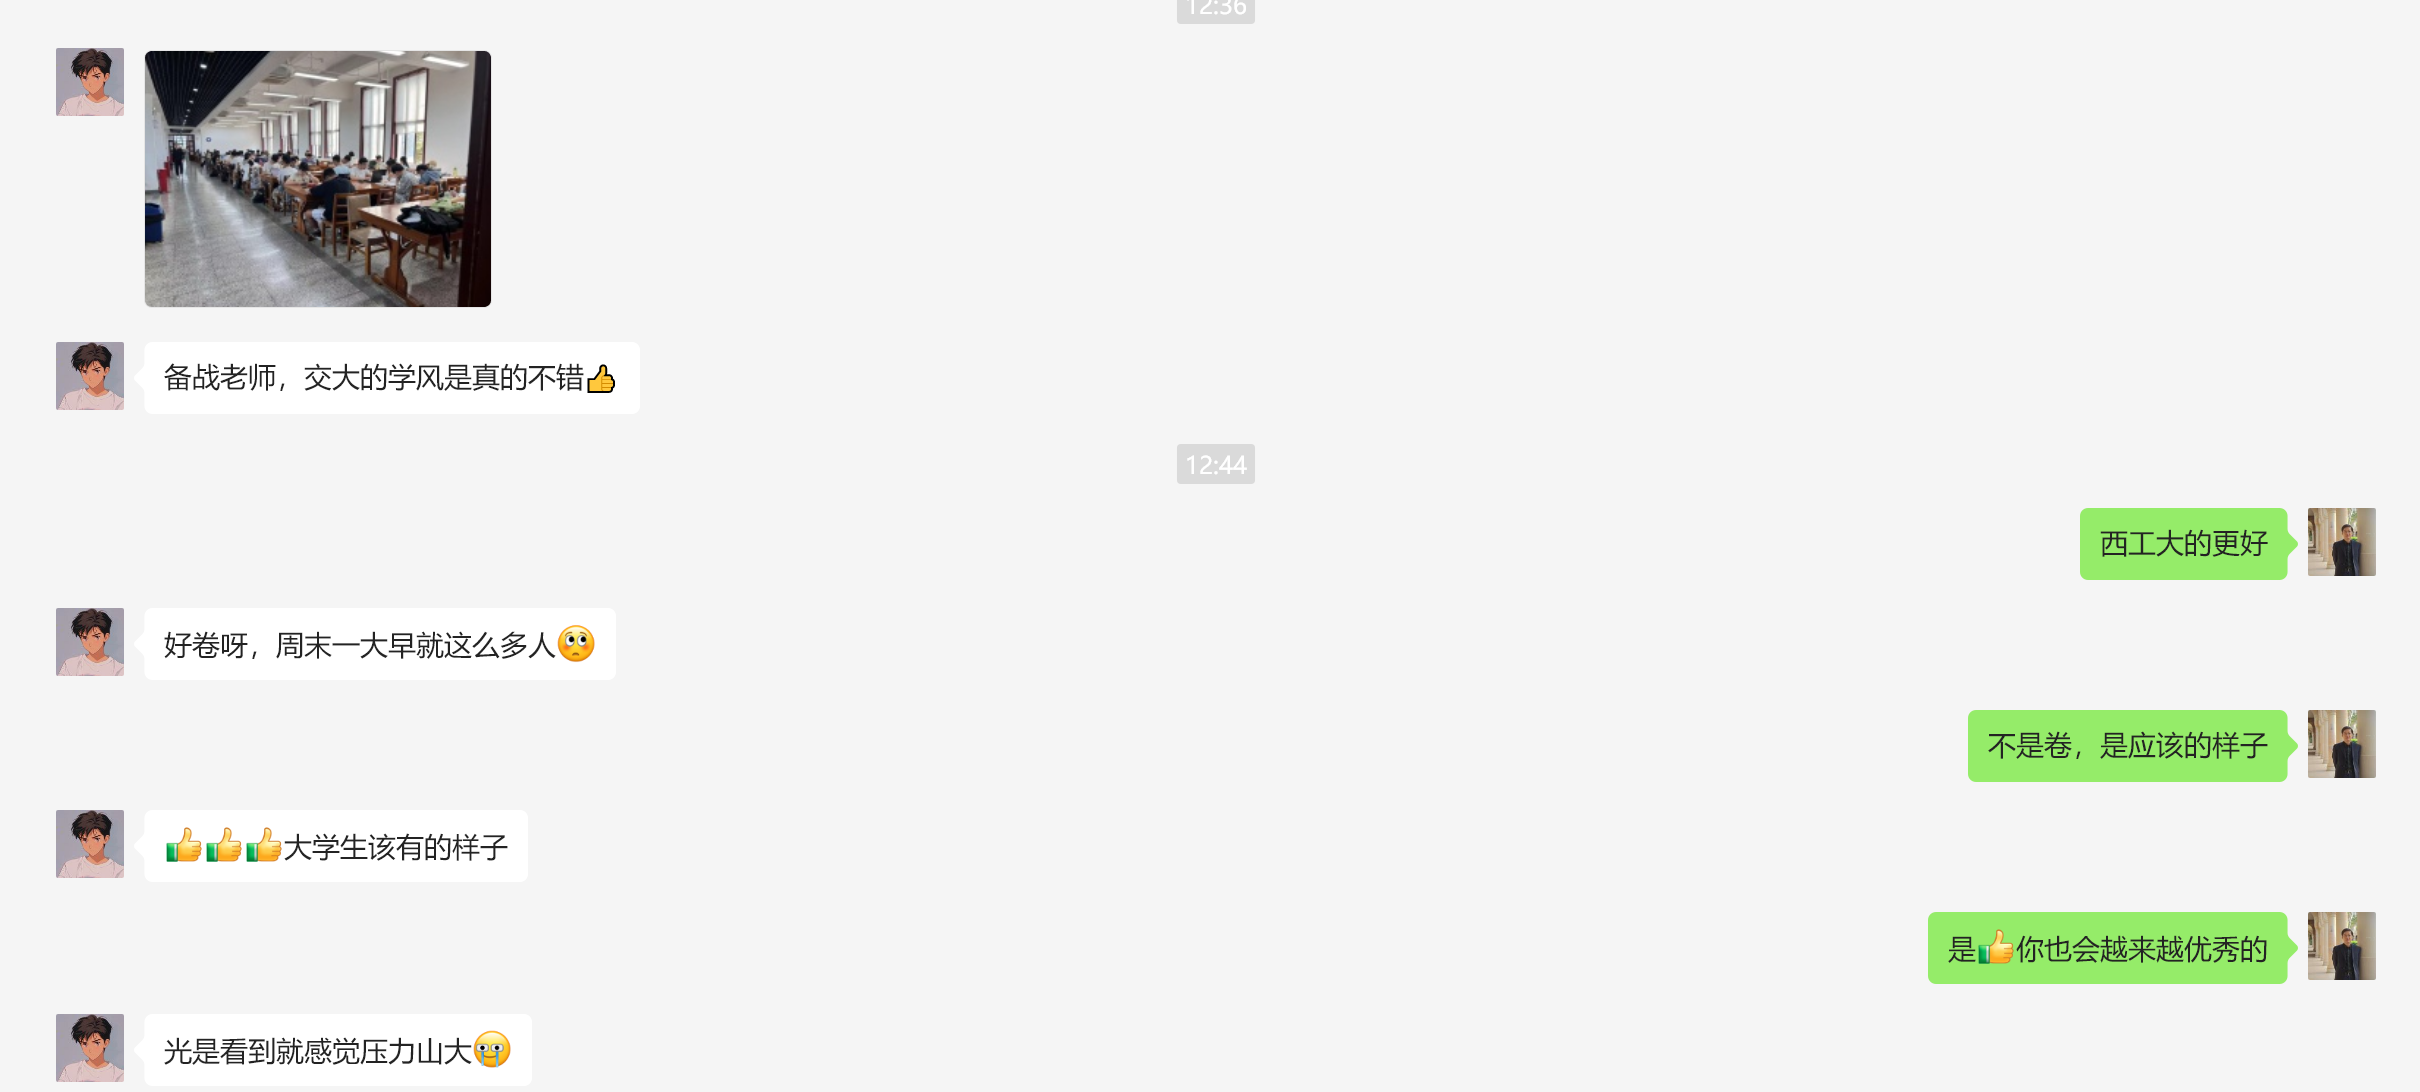 12:36
备战老师，交大的学风是真的不错👍
12:44
西工大的更好
好卷呀，周末一大早就这么多人🥺
不是卷，是应该的样子
👍👍👍大学生该有的样子
是👍你也会越来越优秀的
光是看到就感觉压力山大😭